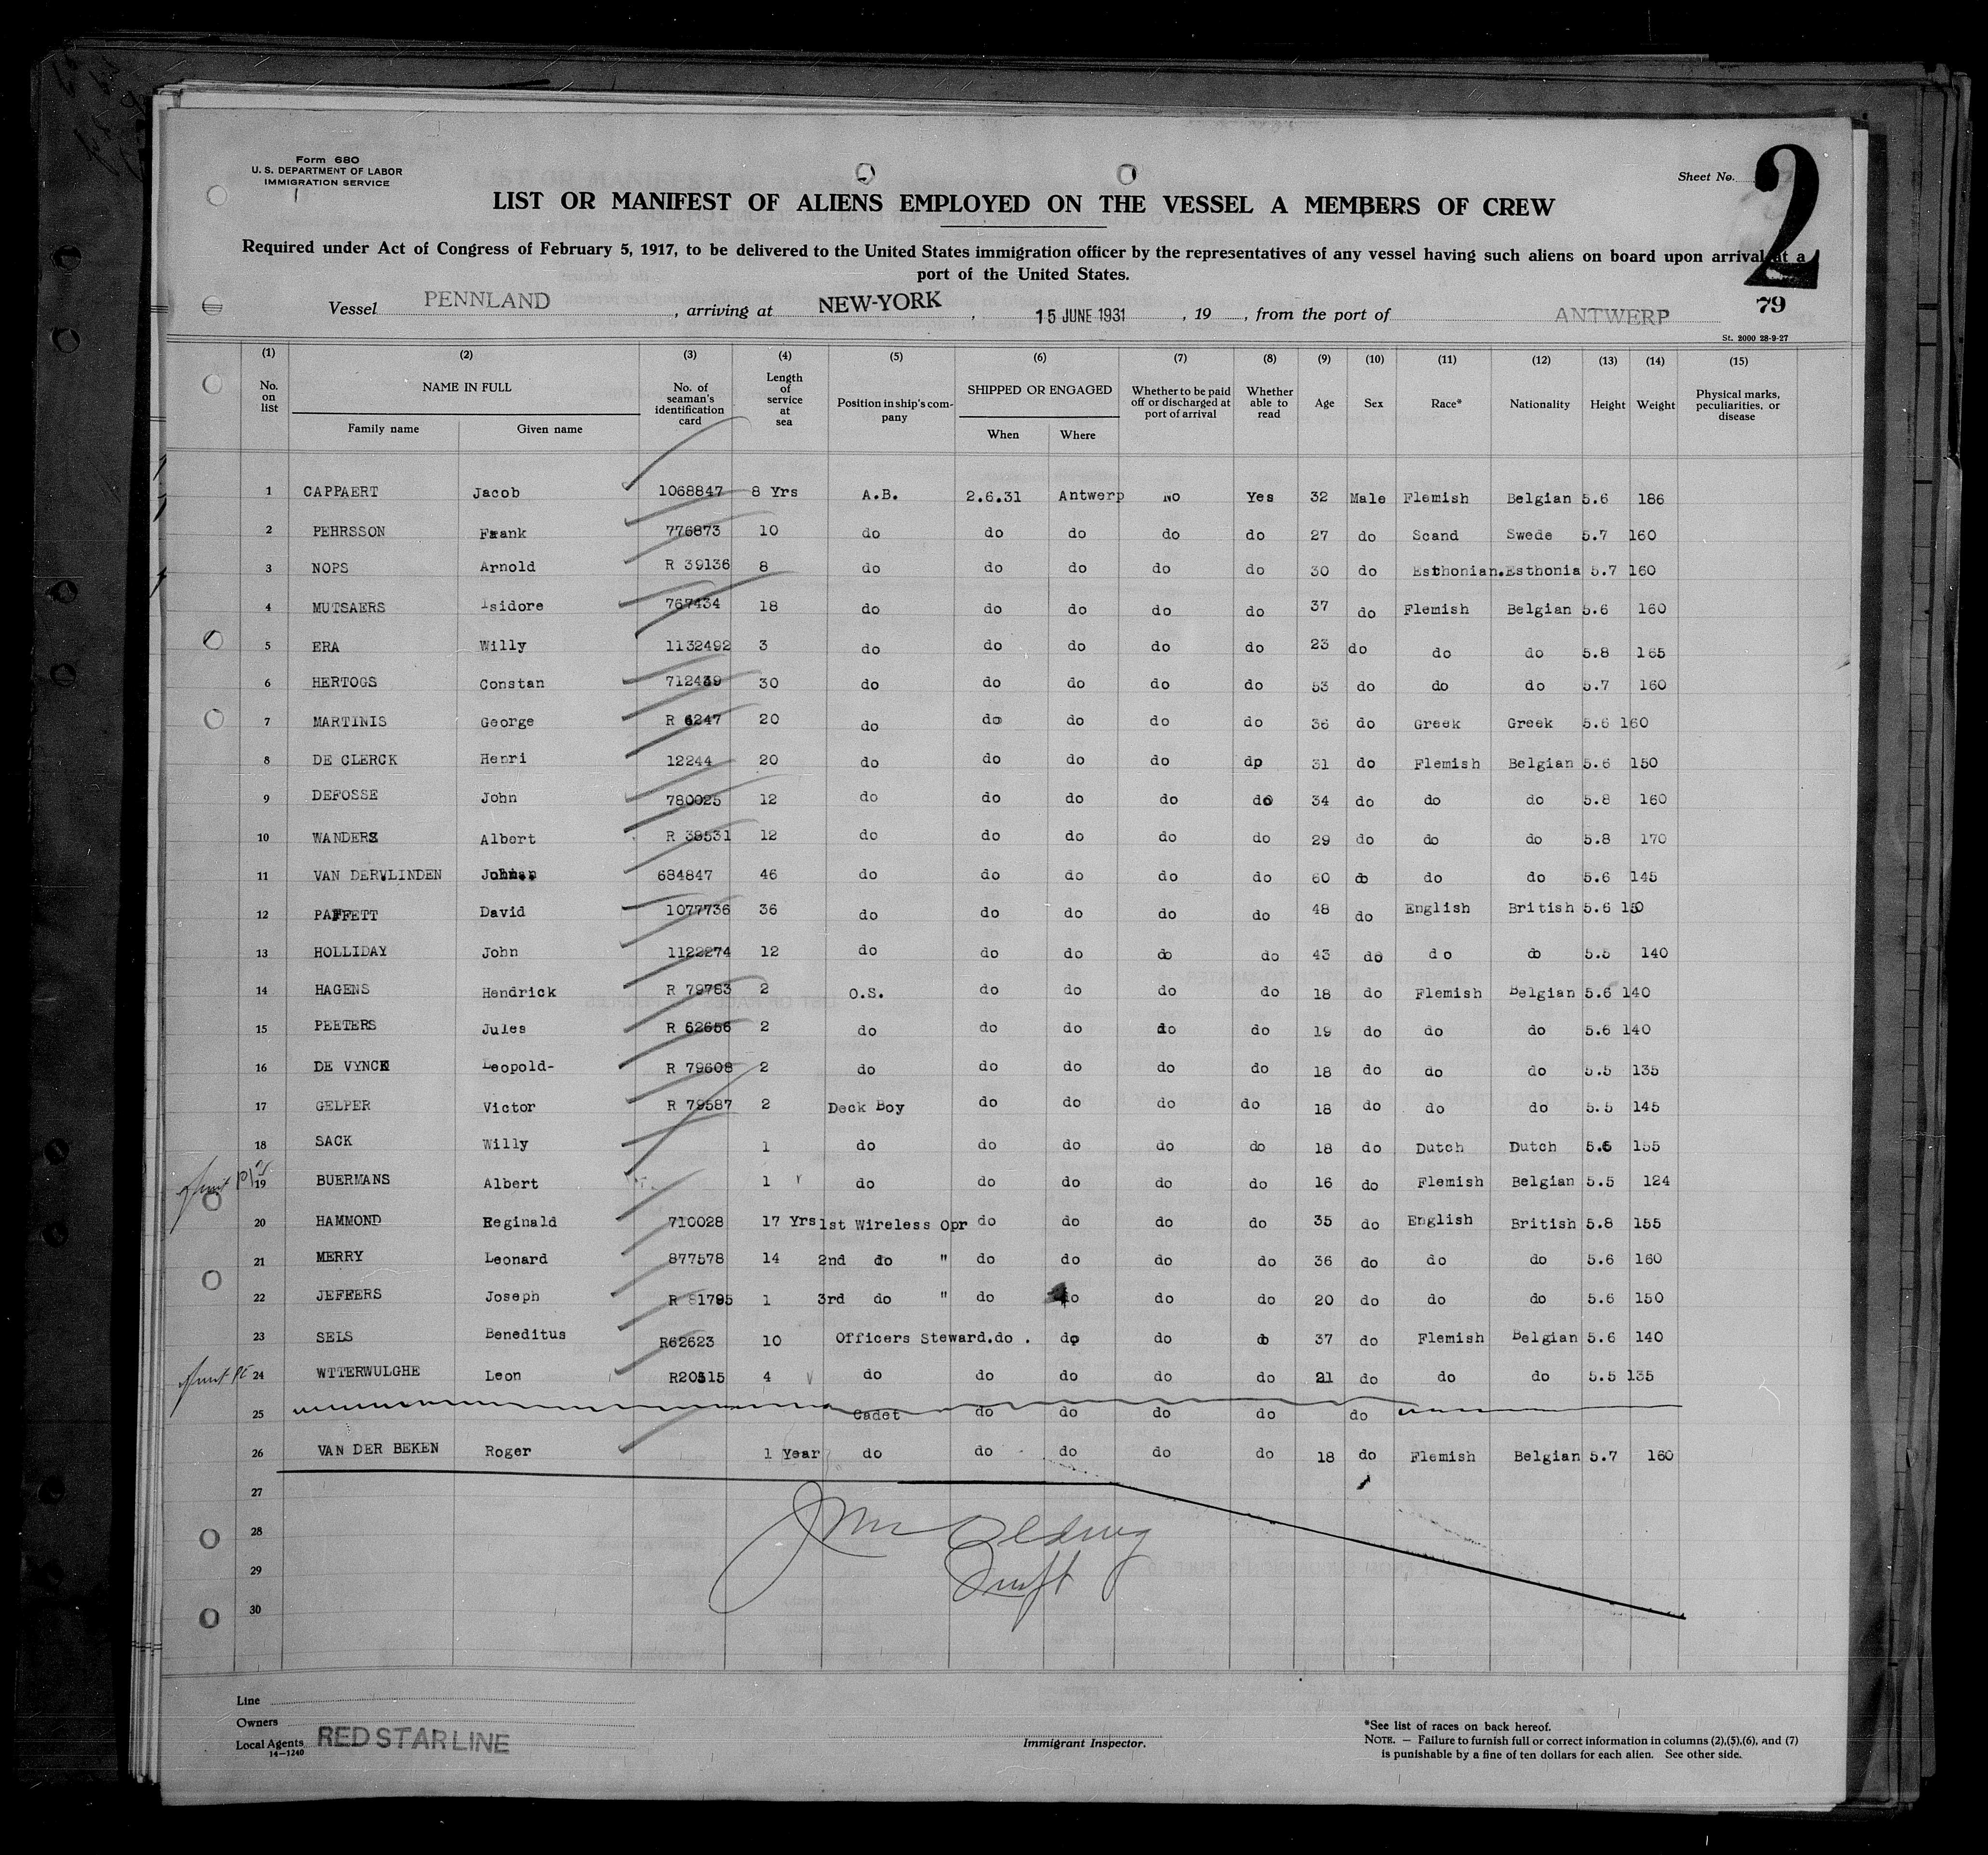 Form 680
U. S. DEPARTMENT OF LABOR
IMMIGRATION SERVICE
Sheet No.
2
LIST OR MANIFEST OF ALIENS EMPLOYED ON THE VESSEL A MEMBERS OF CREW
Required under Act of Congress of February 5, 1917, to be delivered to the United States immigration officer by the representatives of any vessel having such aliens on board upon arrival at a
port of the United States.
79
Vessel PENNLAND, arriving at NEW-YORK, 15 JUNE 1931, 19, from the port of ANTWERP
St. 2000 28-9-27
(1) (2) (3) (4) (5) (6) (7) (8) (9) (10) (11) (12) (13) (14) (15)
No. on list NAME IN FULL Family name Given name No. of seaman's identification card Length of service at sea Position in ship's company SHIPPED OR ENGAGED When Where Whether to be paid off or discharged at port of arrival Whether able to read Age Sex Race* Nationality Height Weight Physical marks, peculiarities, or disease
1 CAPPAERT Jacob 1068847 8 Yrs A.B. 2.6.31 Antwerp No Yes 32 Male Flemish Belgian 5.6 186
2 PEHRSSON Frank 776873 10 do do do do do 27 do Scand Swede 5.7 160
3 NOPS Arnold R 39136 8 do do do do do 30 do Esthonian.Esthonia 5.7 160
4 MUTSAERS Isidore 767434 18 do do do do do 37 do Flemish Belgian 5.6 160
5 ERA Willy 1132492 3 do do do do do 23 do do do 5.8 165
6 HERTOGS Constan 712439 30 do do do do do 53 do do do 5.7 160
7 MARTINIS George R 6247 20 do do do do do 36 do Greek Greek 5.6 160
8 DE CLERCK Henri 12244 20 do do do do dp 31 do Flemish Belgian 5.6 150
9 DEFOSSE John 780025 12 do do do do do 34 do do do 5.8 160
10 WANDERS Albert R 38531 12 do do do do do 29 do do do 5.8 170
11 VAN DERVLINDEN 684847 46 do do do do do 60 do do do 5.6 145
12 PAFFETT David 1077736 36 do do do do do 48 do English British 5.6 150
13 HOLLIDAY John 1122274 12 do do do do do 43 do do do 5.5 140
14 HAGENS Hendrick R 79783 2 O.S. do do do do 18 do Flemish Belgian 5.6 140
15 PEETERS Jules R 62656 2 do do do do do 19 do do do 5.6 140
16 DE VYNCK Leopold- R 79608 2 do do do do do 18 do do do 5.5 135
17 GELPER Victor R 79587 2 Deck Boy do do do do 18 do do do 5.5 145
18 SACK Willy 1 do do do do do 18 do Dutch Dutch 5.6 155
19 BUERMANS Albert 1 do do do do do 16 do Flemish Belgian 5.5 124
20 HAMMOND Reginald 710028 17 Yrs 1st Wireless Opr do do do do 35 do English British 5.8 155
21 MERRY Leonard 877578 14 2nd do " do do do do 36 do do do 5.6 160
22 JEFFERS Joseph R 81795 1 3rd do " do do do do 20 do do do 5.6 150
23 SELS Beneditus R62623 10 Officers Steward.do . do do do 37 do Flemish Belgian 5.6 140
24 WTTERWULGHE Leon R20515 4 do do do do do 21 do do do 5.5 135
25 Cadet do do do do do
26 VAN DER BEKEN Roger 1 Year do do do do do 18 do Flemish Belgian 5.7 160
27
28
29
30
Line
Owners
Local Agents RED STAR LINE
14-1240
Immigrant Inspector.
*See list of races on back hereof.
NOTE. — Failure to furnish full or correct information in columns (2),(5),(6), and (7)
is punishable by a fine of ten dollars for each alien. See other side.